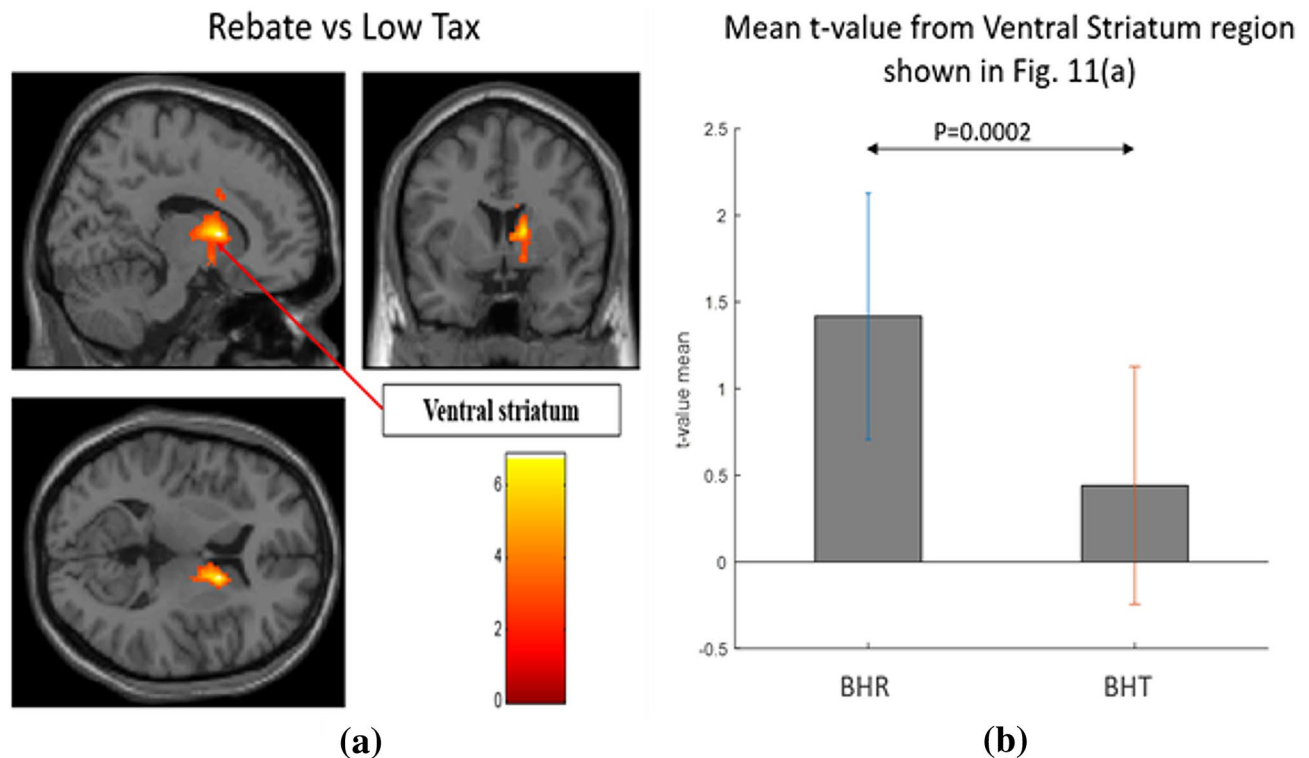 Rebate vs Low Tax
Ventral striatum
6
4
2
0
(a)
Mean t-value from Ventral Striatum region
shown in Fig. 11(a)
P=0.0002
2.5
2
1.5
1
0.5
0
-0.5
t-value mean
BHR
BHT
(b)